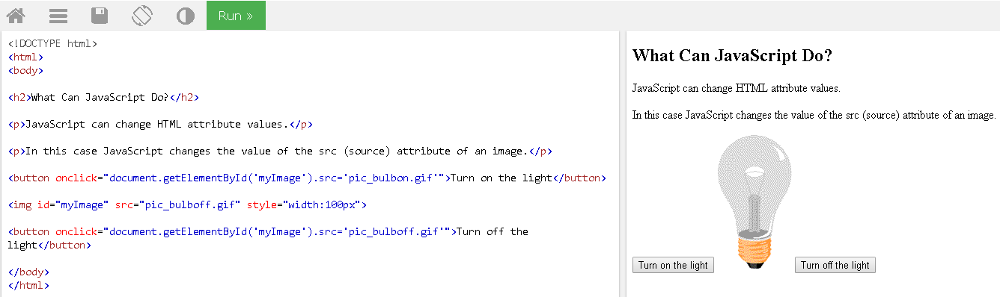 Run »
<!DOCTYPE html>
<html>
<body>
<h2>What Can JavaScript Do?</h2>
<p>JavaScript can change HTML attribute values.</p>
<p>In this case JavaScript changes the value of the src (source) attribute of an image.</p>
<button onclick="document.getElementById('myImage').src='pic_bulbon.gif'">Turn on the light</button>
<img id="myImage" src="pic_bulboff.gif" style="width:100px">
<button onclick="document.getElementById('myImage').src='pic_bulboff.gif'">Turn off the
light</button>
</body>
</html>
What Can JavaScript Do?
JavaScript can change HTML attribute values.
In this case JavaScript changes the value of the src (source) attribute of an image.
Turn on the light
Turn off the light